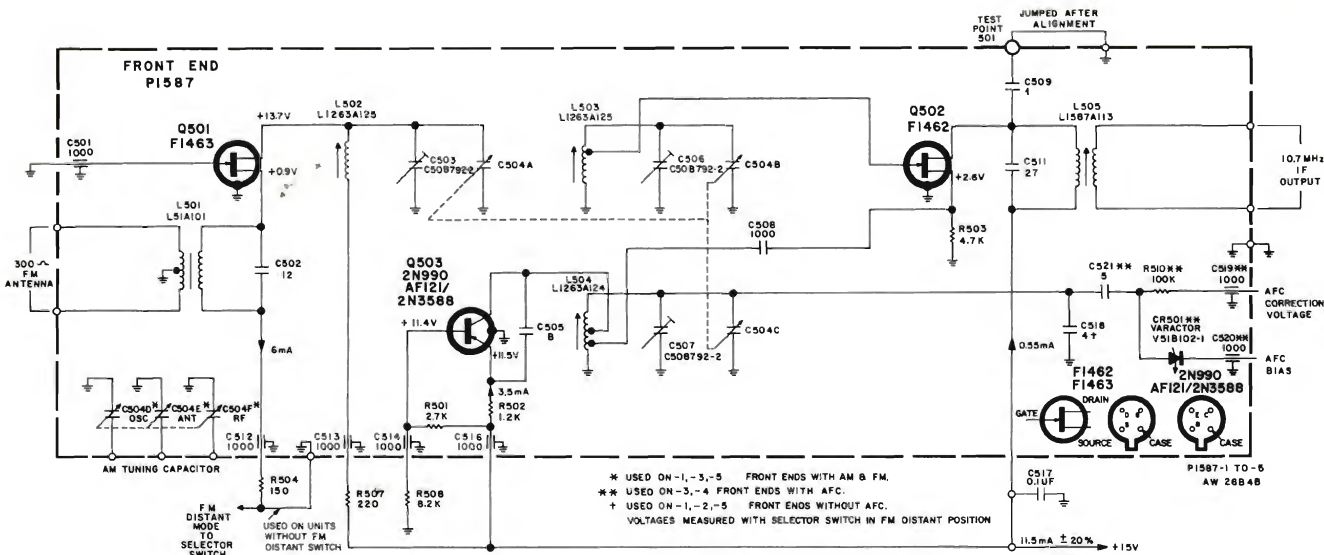 JUMPED AFTER
ALIGNMENT
TEST
POINT
501
FRONT END
P1587
C509
1
L502
L1263A125
L503
L1263A125
Q502
F1462
L505
L1587A113
+13.7V
Q501
F1463
C501
1000
+0.9V
C503
C50B792-2
C504A
C506
C50B792-2
C504B
C511
27
10.7 MHz
IF
OUTPUT
+2.6V
L501
L51A101
300 Ω
FM
ANTENNA
C502
12
C508
1000
R503
4.7K
Q503
2N990
AF121/
2N3588
L504
L1263A124
C521**
5
R510**
100K
C519**
1000
AFC
CORRECTION
VOLTAGE
+11.4V
C505
8
+11.5V
C507
C50B792-2
C504C
C518
4†
CR501**
VARACTOR
V51B102-1
C520**
1000
AFC
BIAS
6mA
0.55mA
3.5mA
R501
2.7K
R502
1.2K
F1462
F1463
2N990
AF121/2N3588
DRAIN
GATE
SOURCE
CASE
CASE
C504D*
OSC
C504E*
ANT
C504F*
RF
C512
1000
C513
1000
C514
1000
C516
1000
AM TUNING CAPACITOR
P1587-1 TO-6
AW 26B4B
R504
150
R507
220
R508
8.2K
C517
0.1UF
FM
DISTANT
MODE
TO
SELECTOR
SWITCH
USED ON UNITS
WITHOUT FM
DISTANT SWITCH
* USED ON -1, -3, -5 FRONT ENDS WITH AM & FM.
** USED ON -3, -4 FRONT ENDS WITH AFC.
† USED ON -1, -2, -5 FRONT ENDS WITHOUT AFC.
VOLTAGES MEASURED WITH SELECTOR SWITCH IN FM DISTANT POSITION
11.5mA ± 20%
+15V